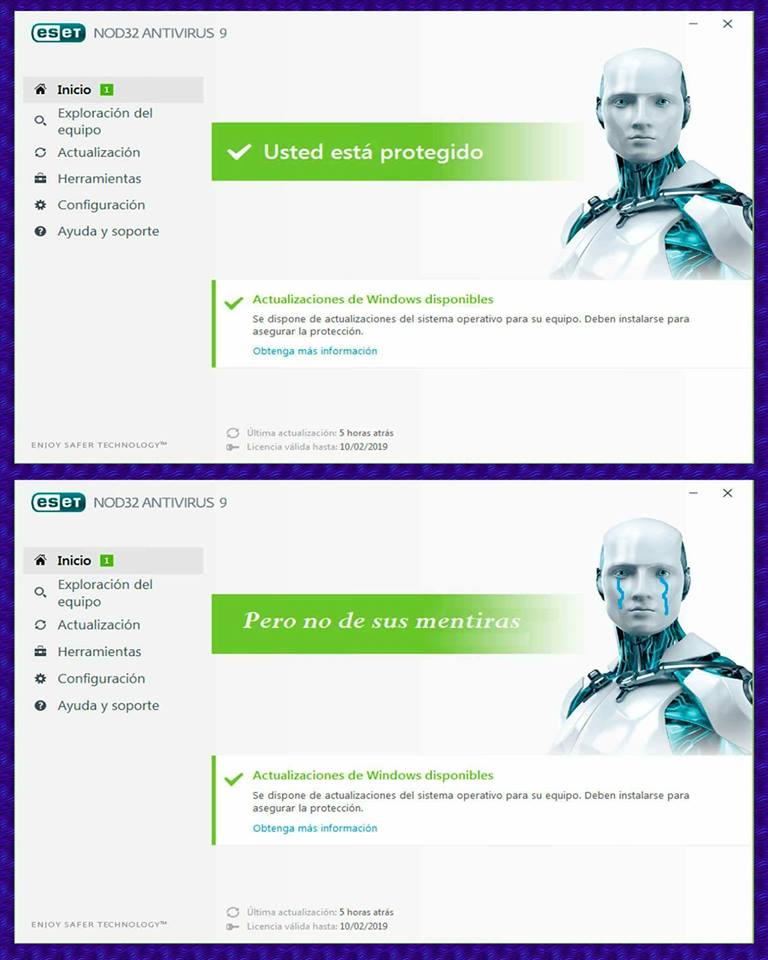 eset NOD32 ANTIVIRUS 9
Inicio 1
Exploración del
equipo
Actualización
Herramientas
Configuración
Ayuda y soporte
Usted está protegido
Actualizaciones de Windows disponibles
Se dispone de actualizaciones del sistema operativo para su equipo. Deben instalarse para
asegurar la protección.
Obtenga más información
Última actualización: 5 horas atrás
Licencia válida hasta: 10/02/2019
ENJOY SAFER TECHNOLOGY™
eset NOD32 ANTIVIRUS 9
Inicio 1
Exploración del
equipo
Actualización
Herramientas
Configuración
Ayuda y soporte
Pero no de sus mentiras
Actualizaciones de Windows disponibles
Se dispone de actualizaciones del sistema operativo para su equipo. Deben instalarse para
asegurar la protección.
Obtenga más información
Última actualización: 5 horas atrás
Licencia válida hasta: 10/02/2019
ENJOY SAFER TECHNOLOGY™